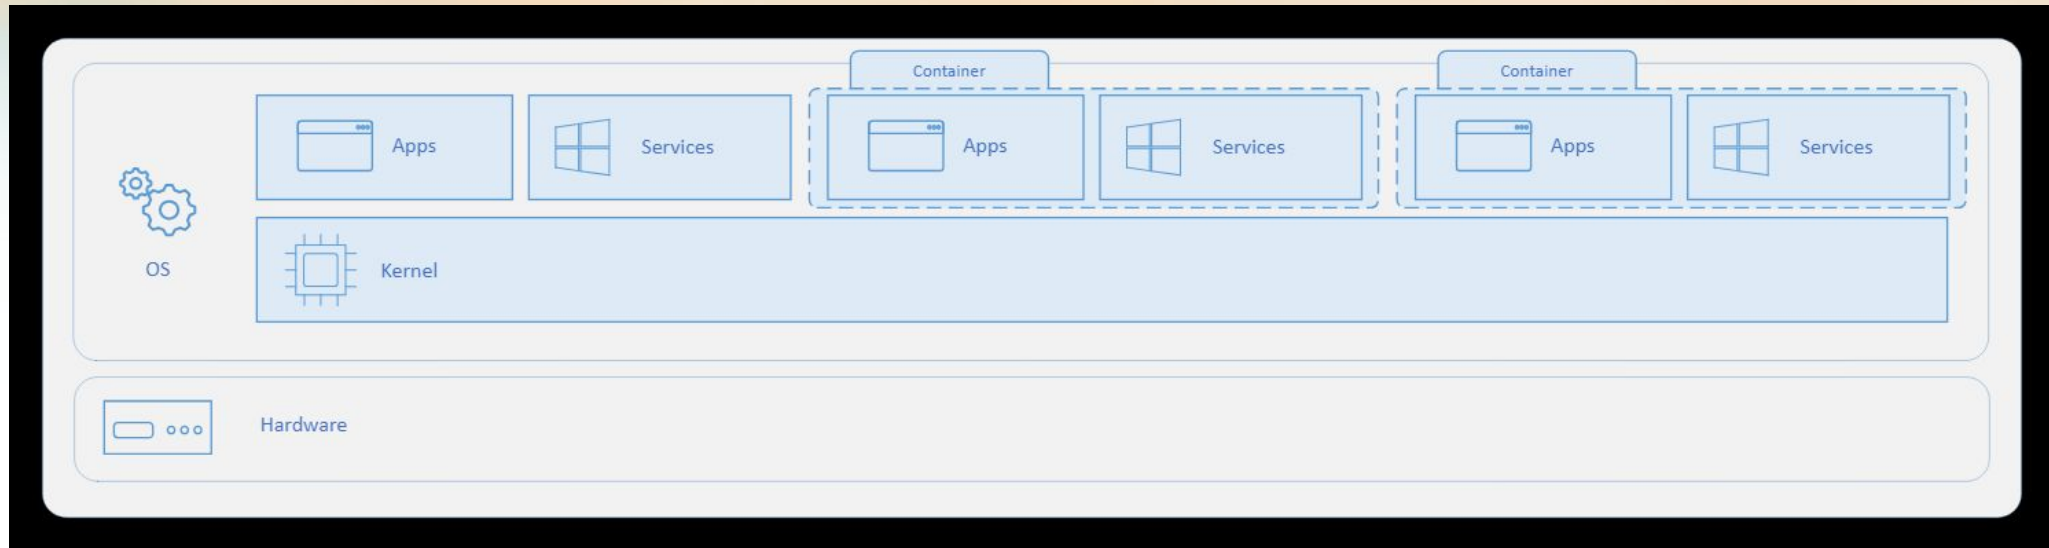 Container
Container
Apps
Services
Apps
Services
Apps
Services
OS
Kernel
Hardware